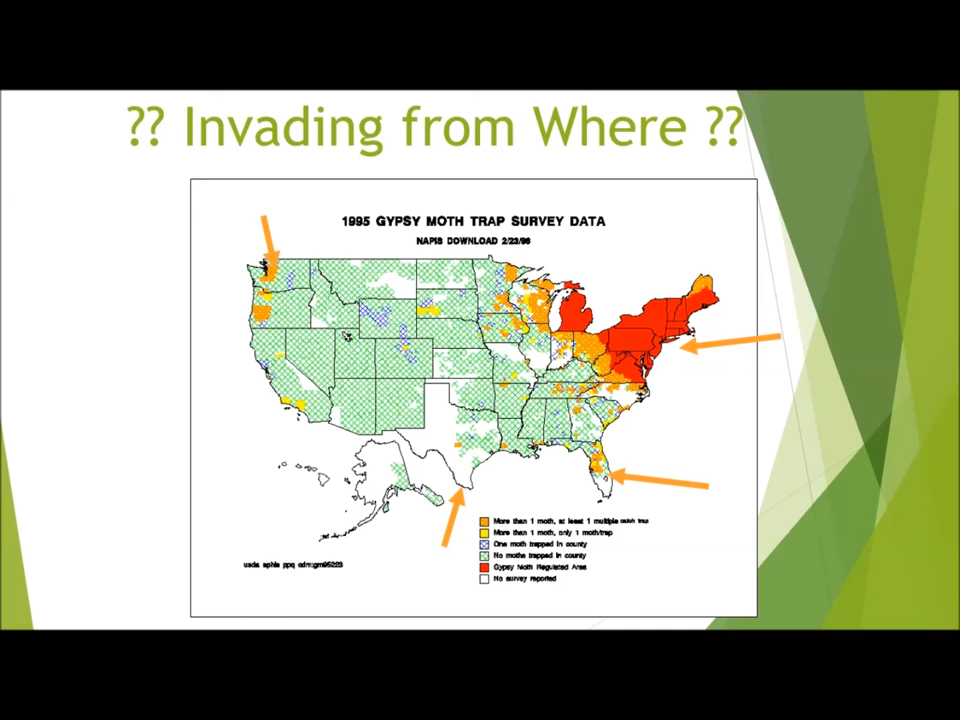 ?? Invading from Where ??
1995 GYPSY MOTH TRAP SURVEY DATA
NAPIS DOWNLOAD 2/23/96
More than 1 moth, at least 1 multiple catch trap
More than 1 moth, only 1 moth/trap
One moth trapped in county
No moths trapped in county
Gypsy Moth Regulated Area
No survey reported
usda aphis ppq